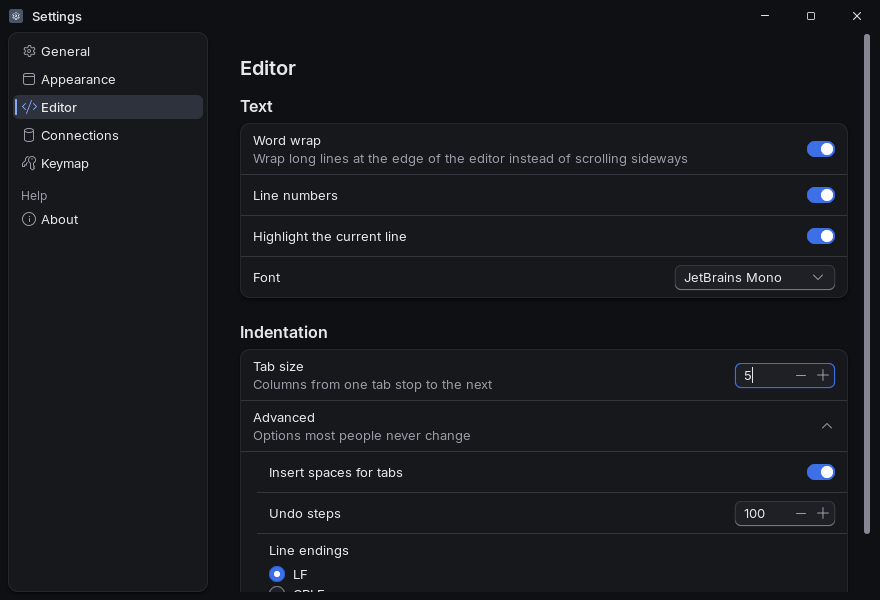 Settings
General
Appearance
Editor
Connections
Keymap
Help
About
Editor
Text
Word wrap
Wrap long lines at the edge of the editor instead of scrolling sideways
Line numbers
Highlight the current line
Font
JetBrains Mono
Indentation
Tab size
Columns from one tab stop to the next
5
Advanced
Options most people never change
Insert spaces for tabs
Undo steps
100
Line endings
LF